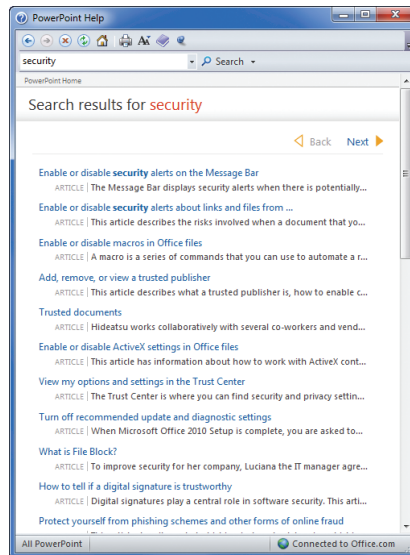 PowerPoint Help
security
Search
PowerPoint Home
Search results for security
Back Next
Enable or disable security alerts on the Message Bar
ARTICLE | The Message Bar displays security alerts when there is potentially...
Enable or disable security alerts about links and files from ...
ARTICLE | This article describes the risks involved when a document that yo...
Enable or disable macros in Office files
ARTICLE | A macro is a series of commands that you can use to automate a r...
Add, remove, or view a trusted publisher
ARTICLE | This article describes what a trusted publisher is, how to enable c...
Trusted documents
ARTICLE | Hideatsu works collaboratively with several co-workers and vend...
Enable or disable ActiveX settings in Office files
ARTICLE | This article has information about how to work with ActiveX cont...
View my options and settings in the Trust Center
ARTICLE | The Trust Center is where you can find security and privacy settin...
Turn off recommended update and diagnostic settings
ARTICLE | When Microsoft Office 2010 Setup is complete, you are asked to...
What is File Block?
ARTICLE | To improve security for her company, Luciana the IT manager agre...
How to tell if a digital signature is trustworthy
ARTICLE | Digital signatures play a central role in software security. This arti...
Protect yourself from phishing schemes and other forms of online fraud
All PowerPoint
Connected to Office.com